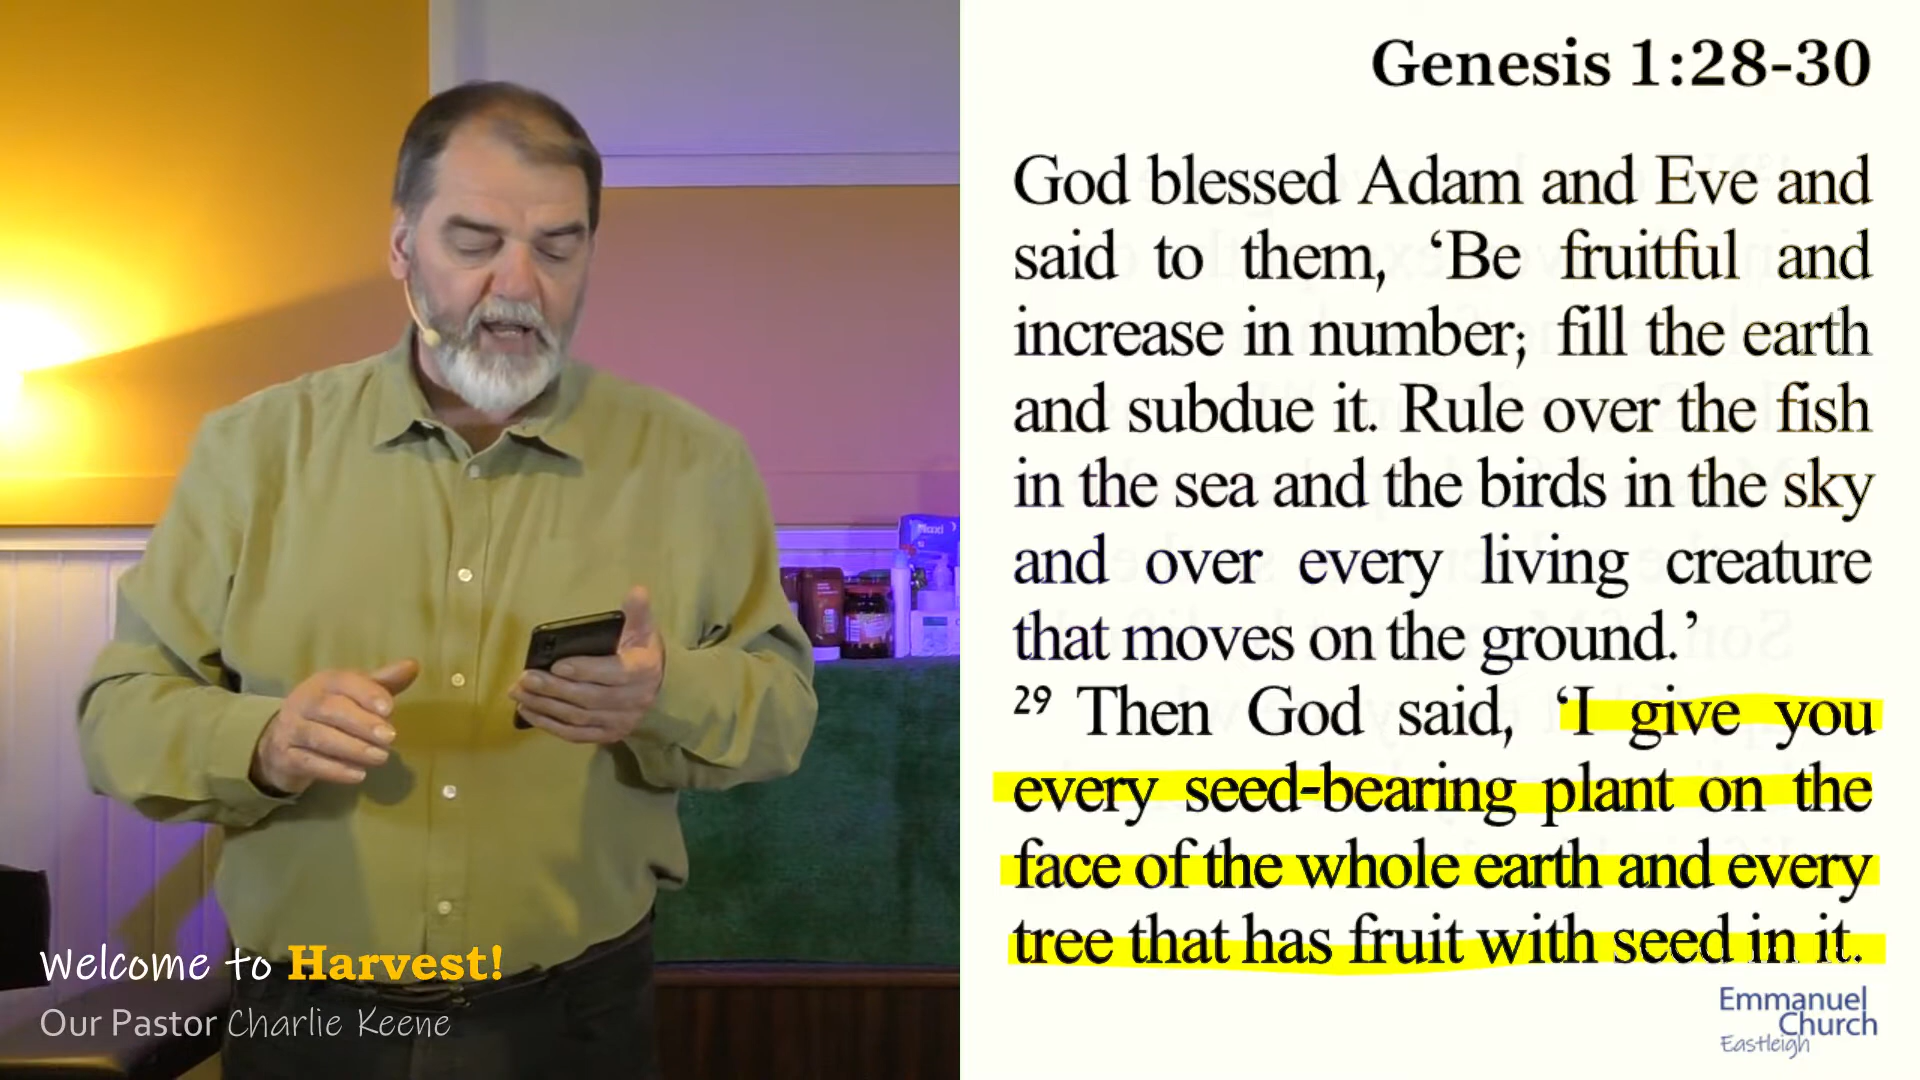 Genesis 1:28-30
God blessed Adam and Eve and
said to them, ‘Be fruitful and
increase in number; fill the earth
and subdue it. Rule over the fish
in the sea and the birds in the sky
and over every living creature
that moves on the ground.’
29 Then God said, ‘I give you
every seed-bearing plant on the
face of the whole earth and every
tree that has fruit with seed in it.
Welcome to Harvest!
Our Pastor Charlie Keene
Emmanuel
Church
Eastleigh